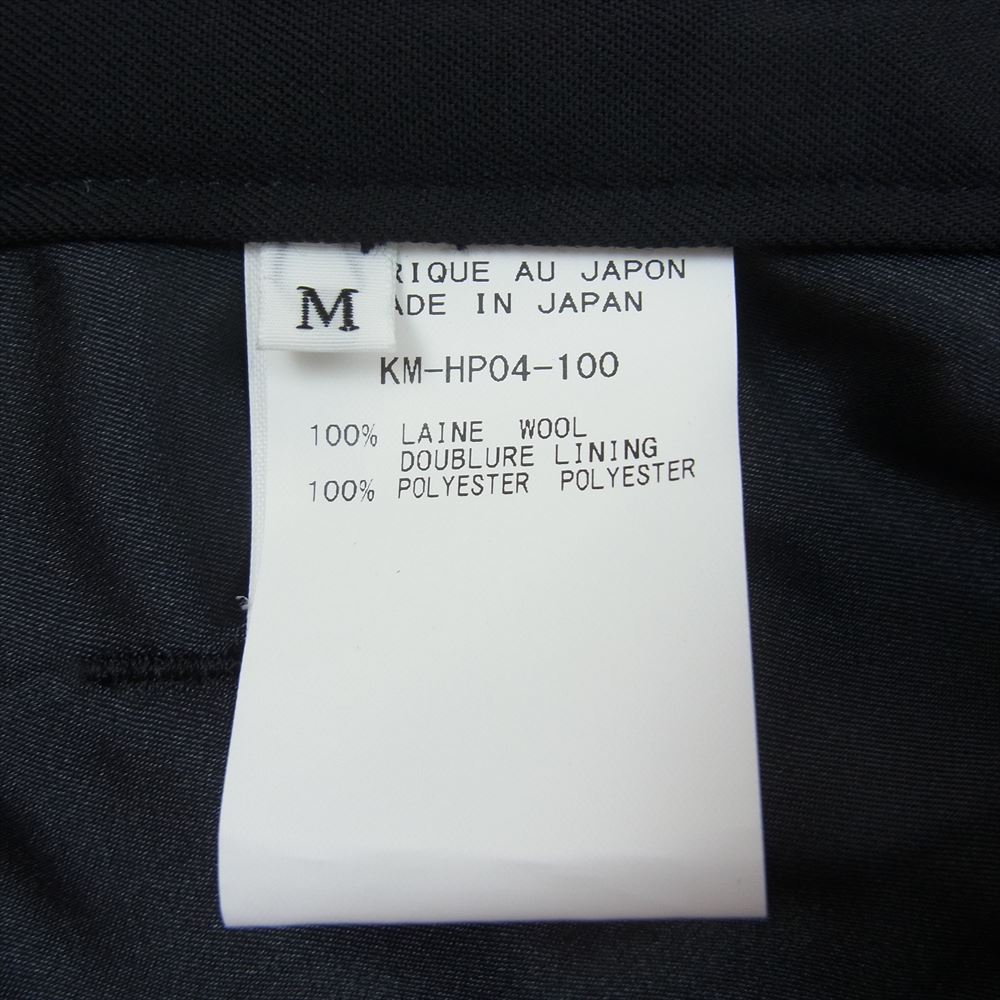 M
RIQUE AU JAPON
ADE IN JAPAN
KM-HP04-100
100% LAINE WOOL
DOUBLURE LINING
100% POLYESTER POLYESTER